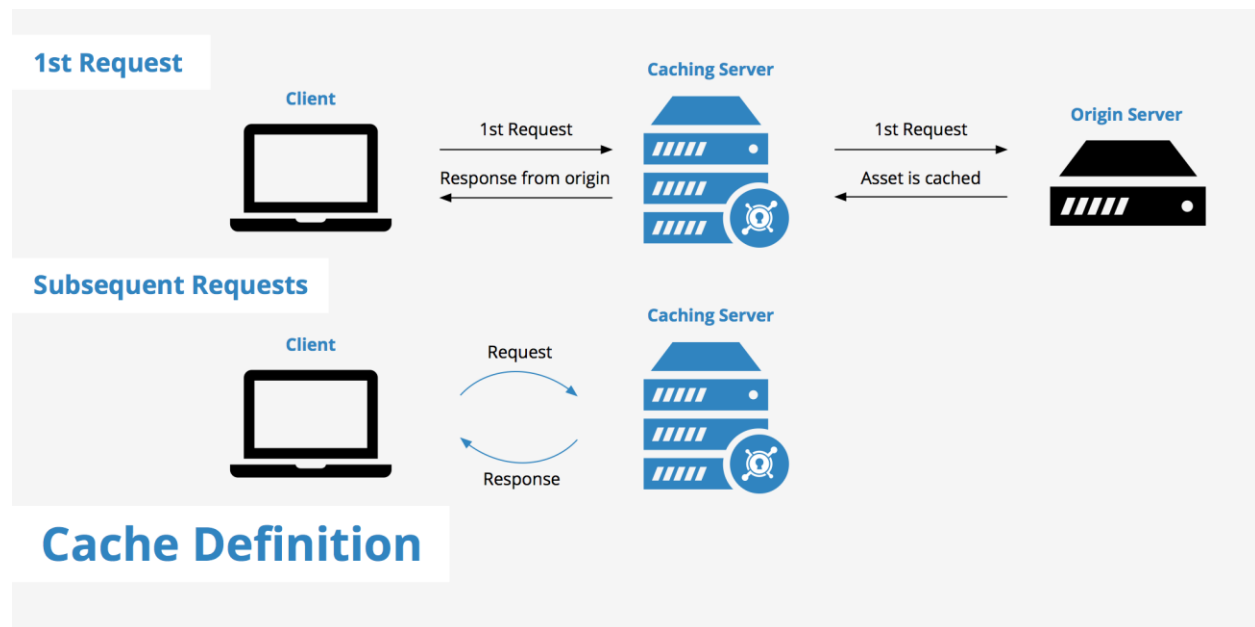 1st Request
Client
Caching Server
Origin Server
1st Request
Response from origin
1st Request
Asset is cached
Subsequent Requests
Client
Caching Server
Request
Response
Cache Definition